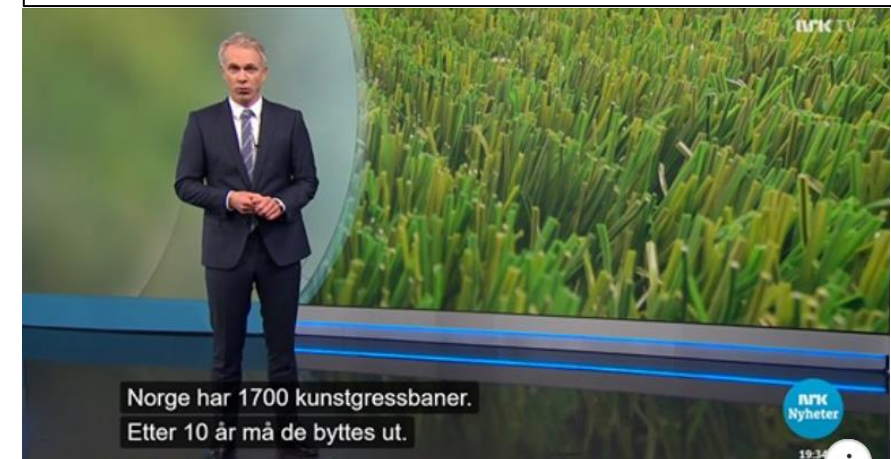 NRK TV
Norge har 1700 kunstgressbaner.
Etter 10 år må de byttes ut.
NRK
Nyheter
19:34